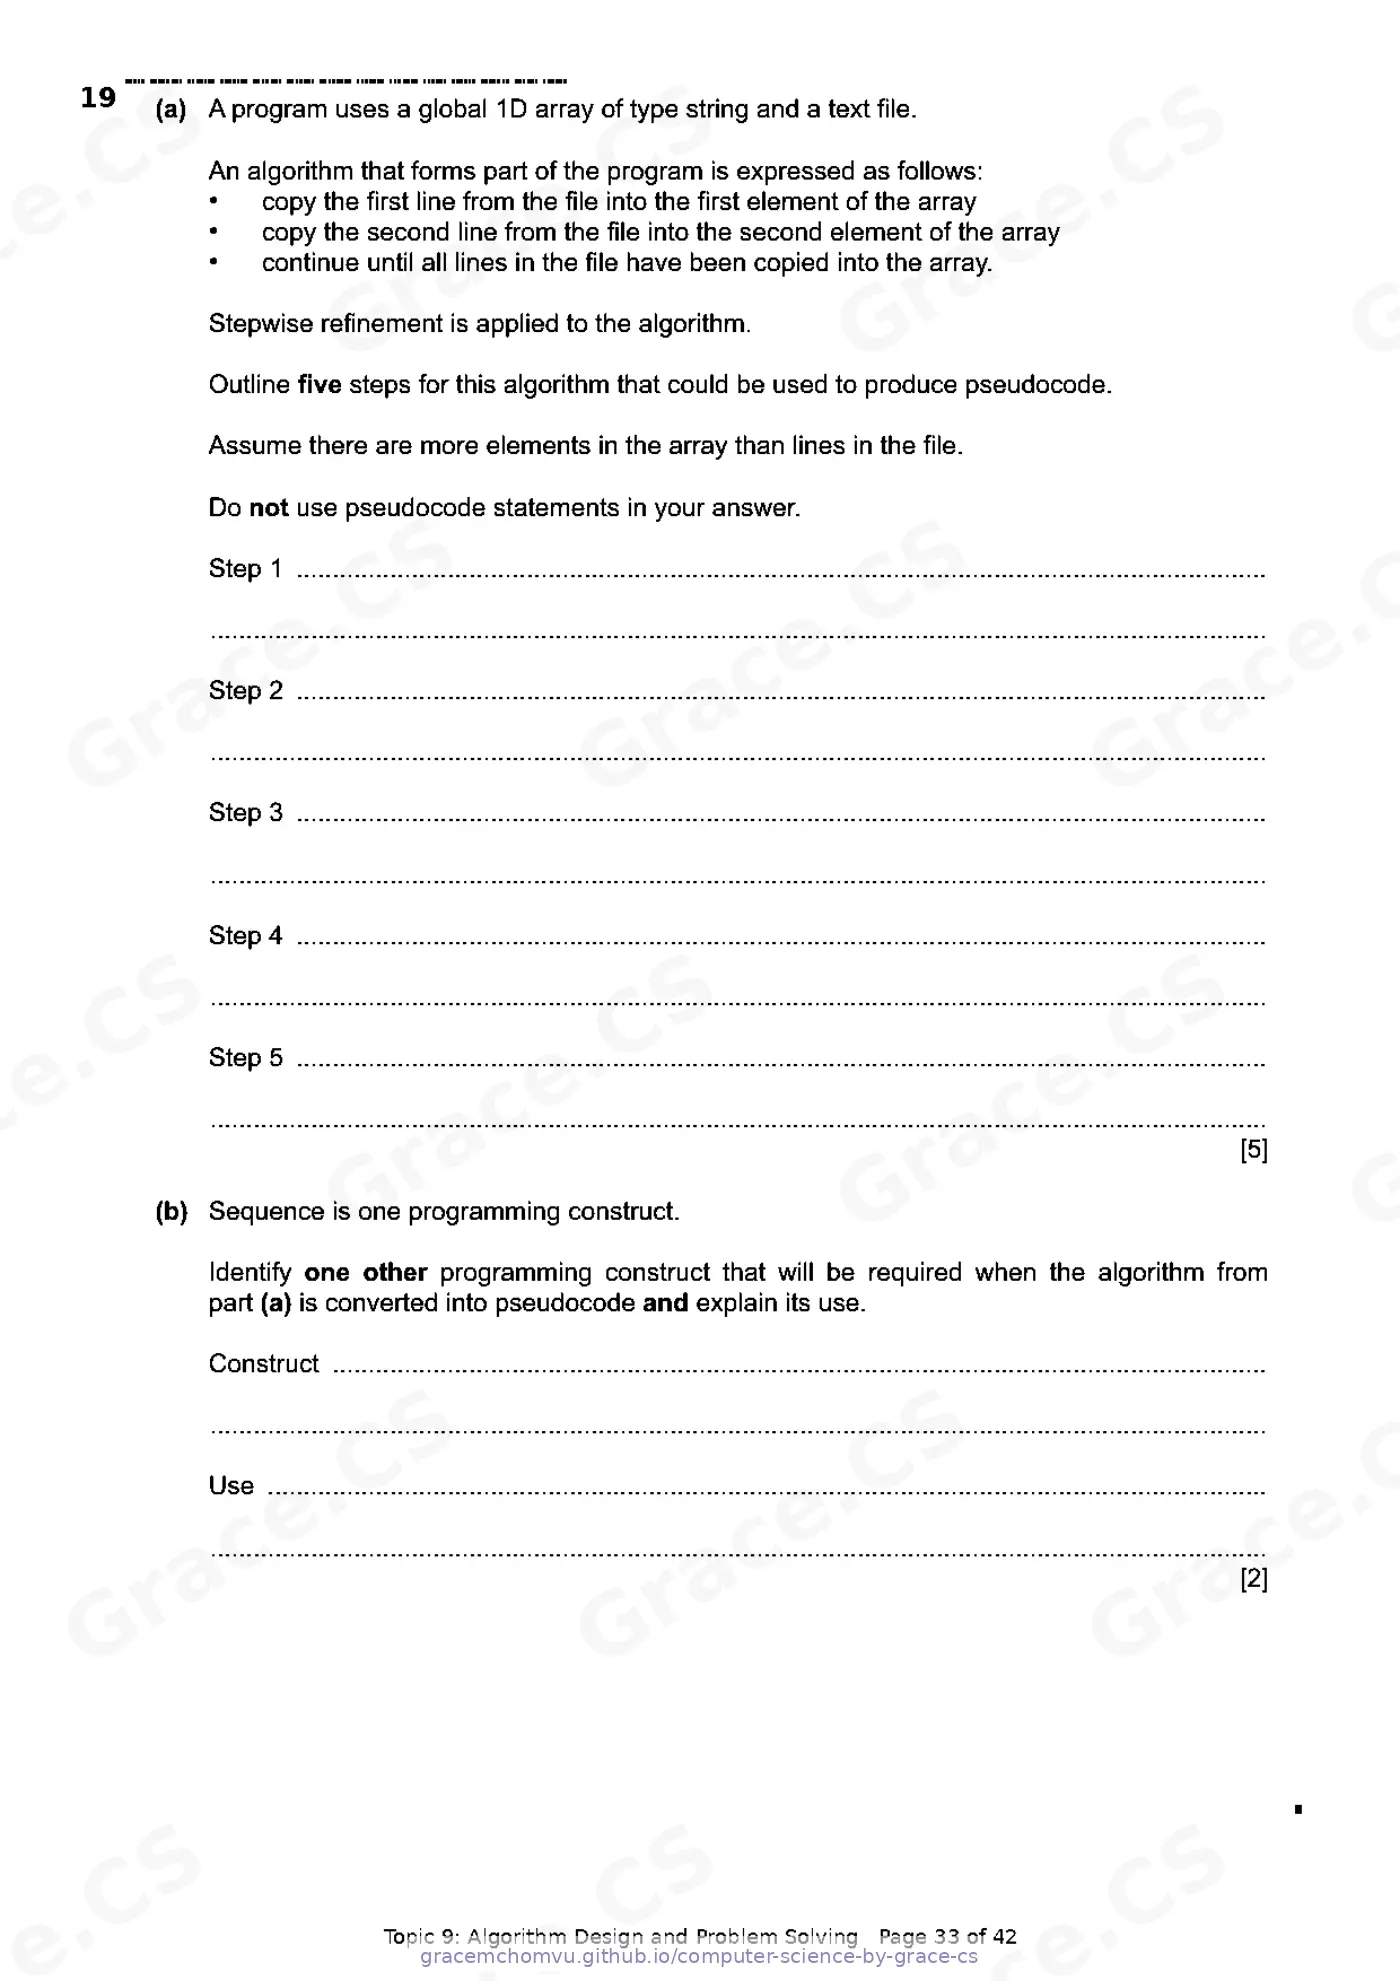 19
(a) A program uses a global 1D array of type string and a text file.
An algorithm that forms part of the program is expressed as follows:
• copy the first line from the file into the first element of the array
• copy the second line from the file into the second element of the array
• continue until all lines in the file have been copied into the array.
Stepwise refinement is applied to the algorithm.
Outline five steps for this algorithm that could be used to produce pseudocode.
Assume there are more elements in the array than lines in the file.
Do not use pseudocode statements in your answer.
Step 1
Step 2
Step 3
Step 4
Step 5
[5]
(b) Sequence is one programming construct.
Identify one other programming construct that will be required when the algorithm from
part (a) is converted into pseudocode and explain its use.
Construct
Use
[2]
Topic 9: Algorithm Design and Problem Solving Page 33 of 42
gracemchomvu.github.io/computer-science-by-grace-cs